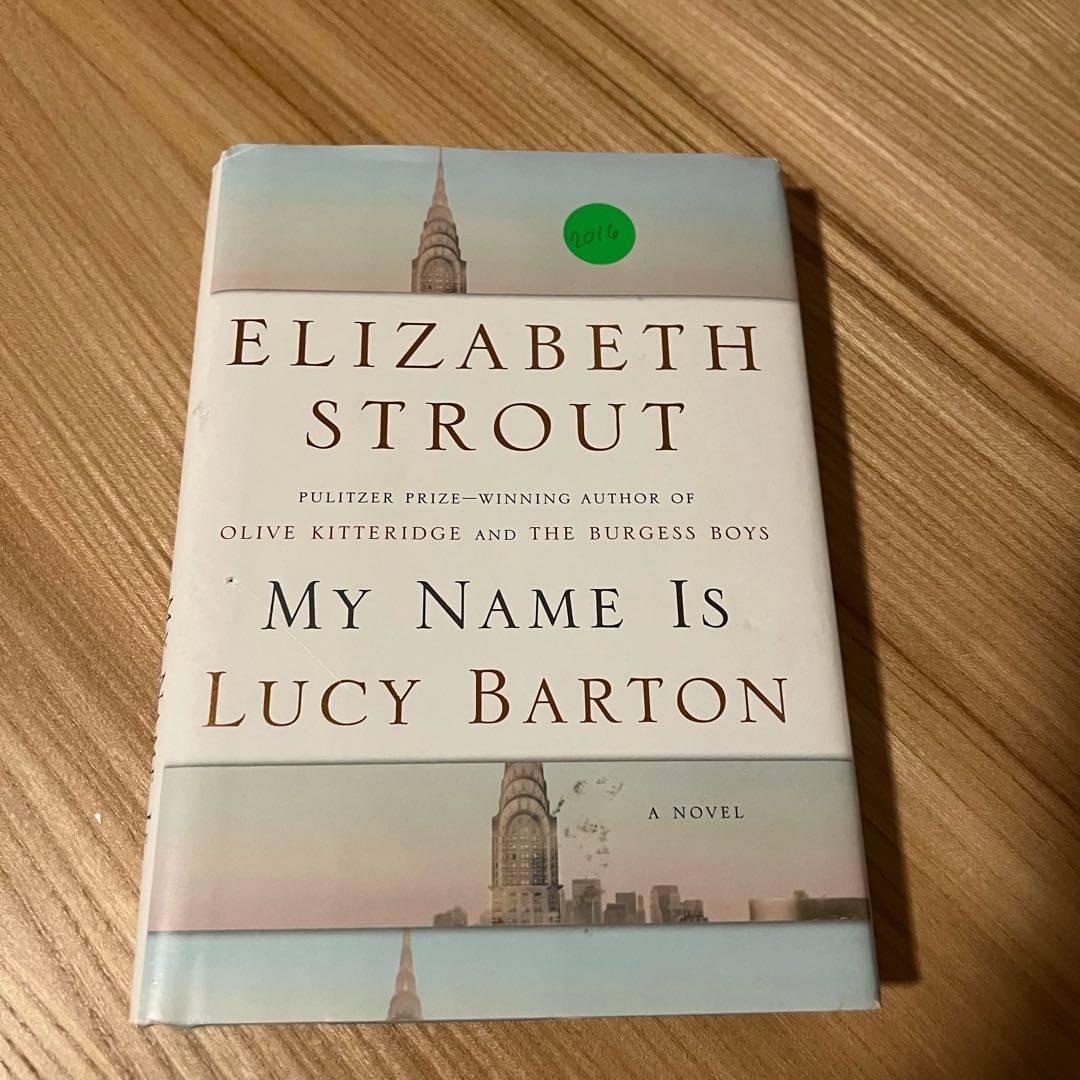 2016
ELIZABETH
STROUT
PULITZER PRIZE—WINNING AUTHOR OF
OLIVE KITTERIDGE AND THE BURGESS BOYS
MY NAME IS
LUCY BARTON
A NOVEL